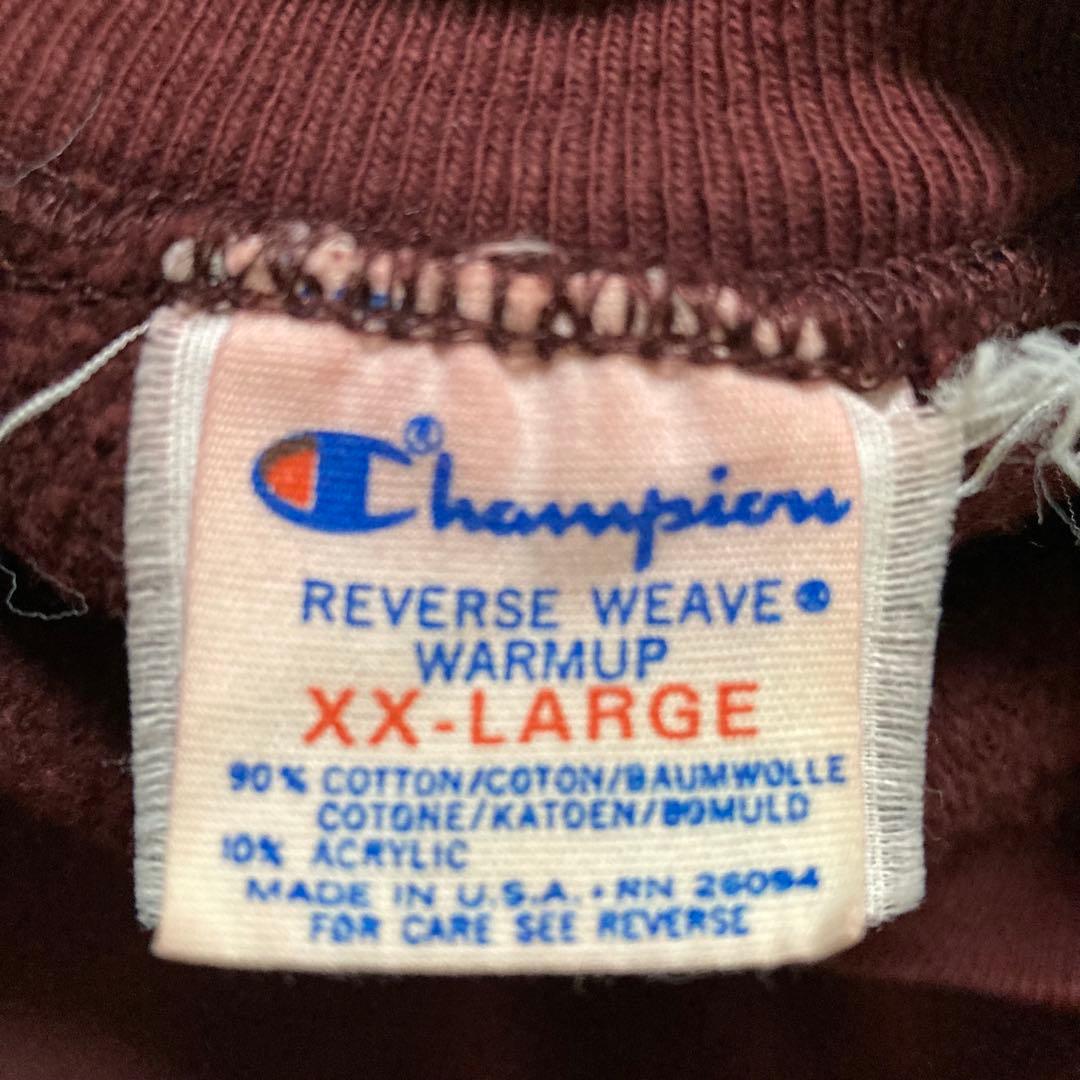 Champion®
REVERSE WEAVE®
WARMUP
XX-LARGE
90% COTTON/COTON/BAUMWOLLE
COTONE/KATOEN/BOMULD
10% ACRYLIC
MADE IN U.S.A. • RN 26094
FOR CARE SEE REVERSE